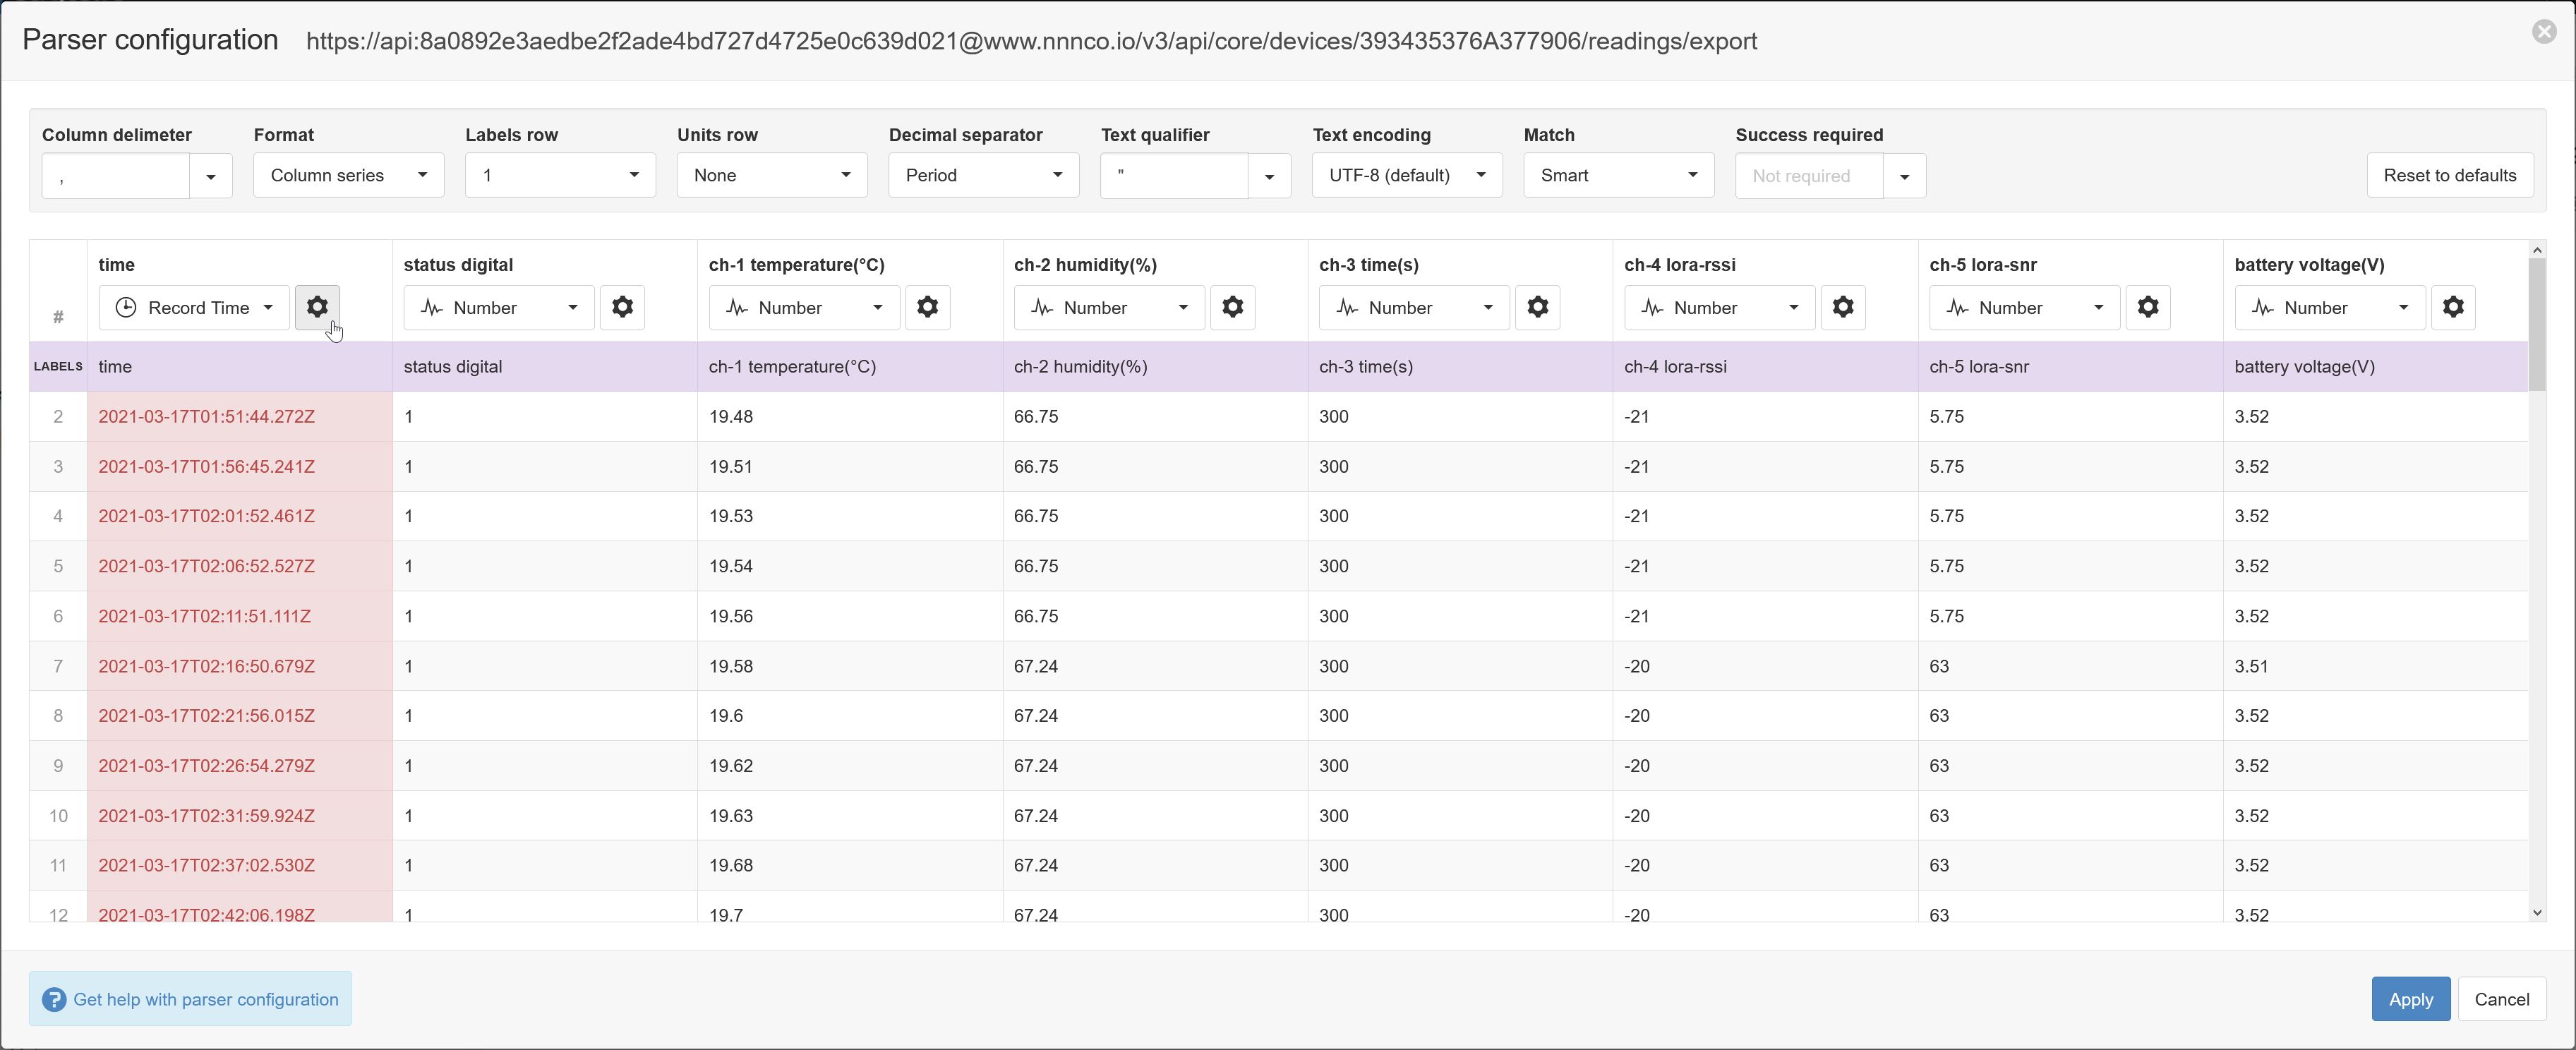 Parser configuration https://api:8a0892e3aedbe2f2ade4bd727d4725e0c639d021@www.nnnco.io/v3/api/core/devices/393435376A377906/readings/export
Column delimeter Format Labels row Units row Decimal separator Text qualifier Text encoding Match Success required
, Column series 1 None Period " UTF-8 (default) Smart Not required Reset to defaults
time status digital ch-1 temperature(°C) ch-2 humidity(%) ch-3 time(s) ch-4 lora-rssi ch-5 lora-snr battery voltage(V)
# Record Time Number Number Number Number Number Number Number
LABELS time status digital ch-1 temperature(°C) ch-2 humidity(%) ch-3 time(s) ch-4 lora-rssi ch-5 lora-snr battery voltage(V)
2 2021-03-17T01:51:44.272Z 1 19.48 66.75 300 -21 5.75 3.52
3 2021-03-17T01:56:45.241Z 1 19.51 66.75 300 -21 5.75 3.52
4 2021-03-17T02:01:52.461Z 1 19.53 66.75 300 -21 5.75 3.52
5 2021-03-17T02:06:52.527Z 1 19.54 66.75 300 -21 5.75 3.52
6 2021-03-17T02:11:51.111Z 1 19.56 66.75 300 -21 5.75 3.52
7 2021-03-17T02:16:50.679Z 1 19.58 67.24 300 -20 63 3.51
8 2021-03-17T02:21:56.015Z 1 19.6 67.24 300 -20 63 3.52
9 2021-03-17T02:26:54.279Z 1 19.62 67.24 300 -20 63 3.52
10 2021-03-17T02:31:59.924Z 1 19.63 67.24 300 -20 63 3.52
11 2021-03-17T02:37:02.530Z 1 19.68 67.24 300 -20 63 3.52
12 2021-03-17T02:42:06.198Z 1 19.7 67.24 300 -20 63 3.52
? Get help with parser configuration Apply Cancel